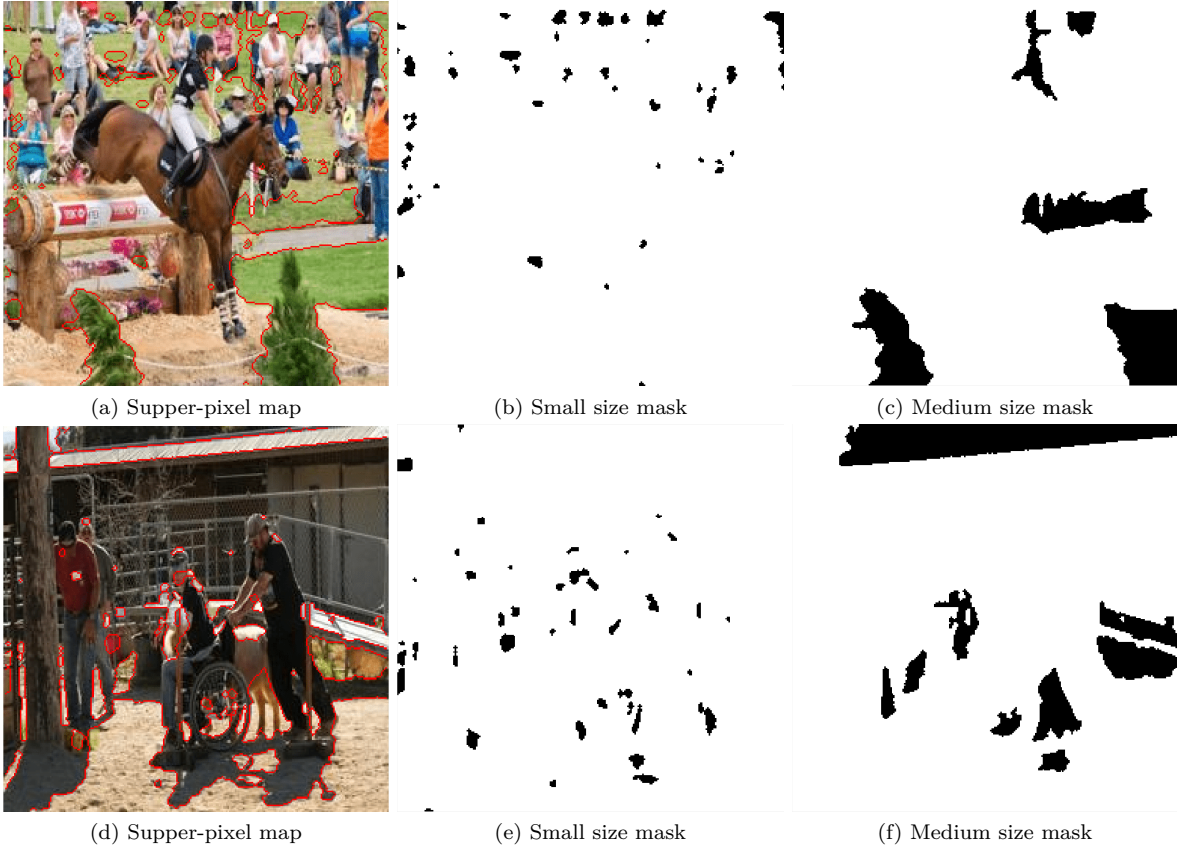 (a) Supper-pixel map
(b) Small size mask
(c) Medium size mask
(d) Supper-pixel map
(e) Small size mask
(f) Medium size mask